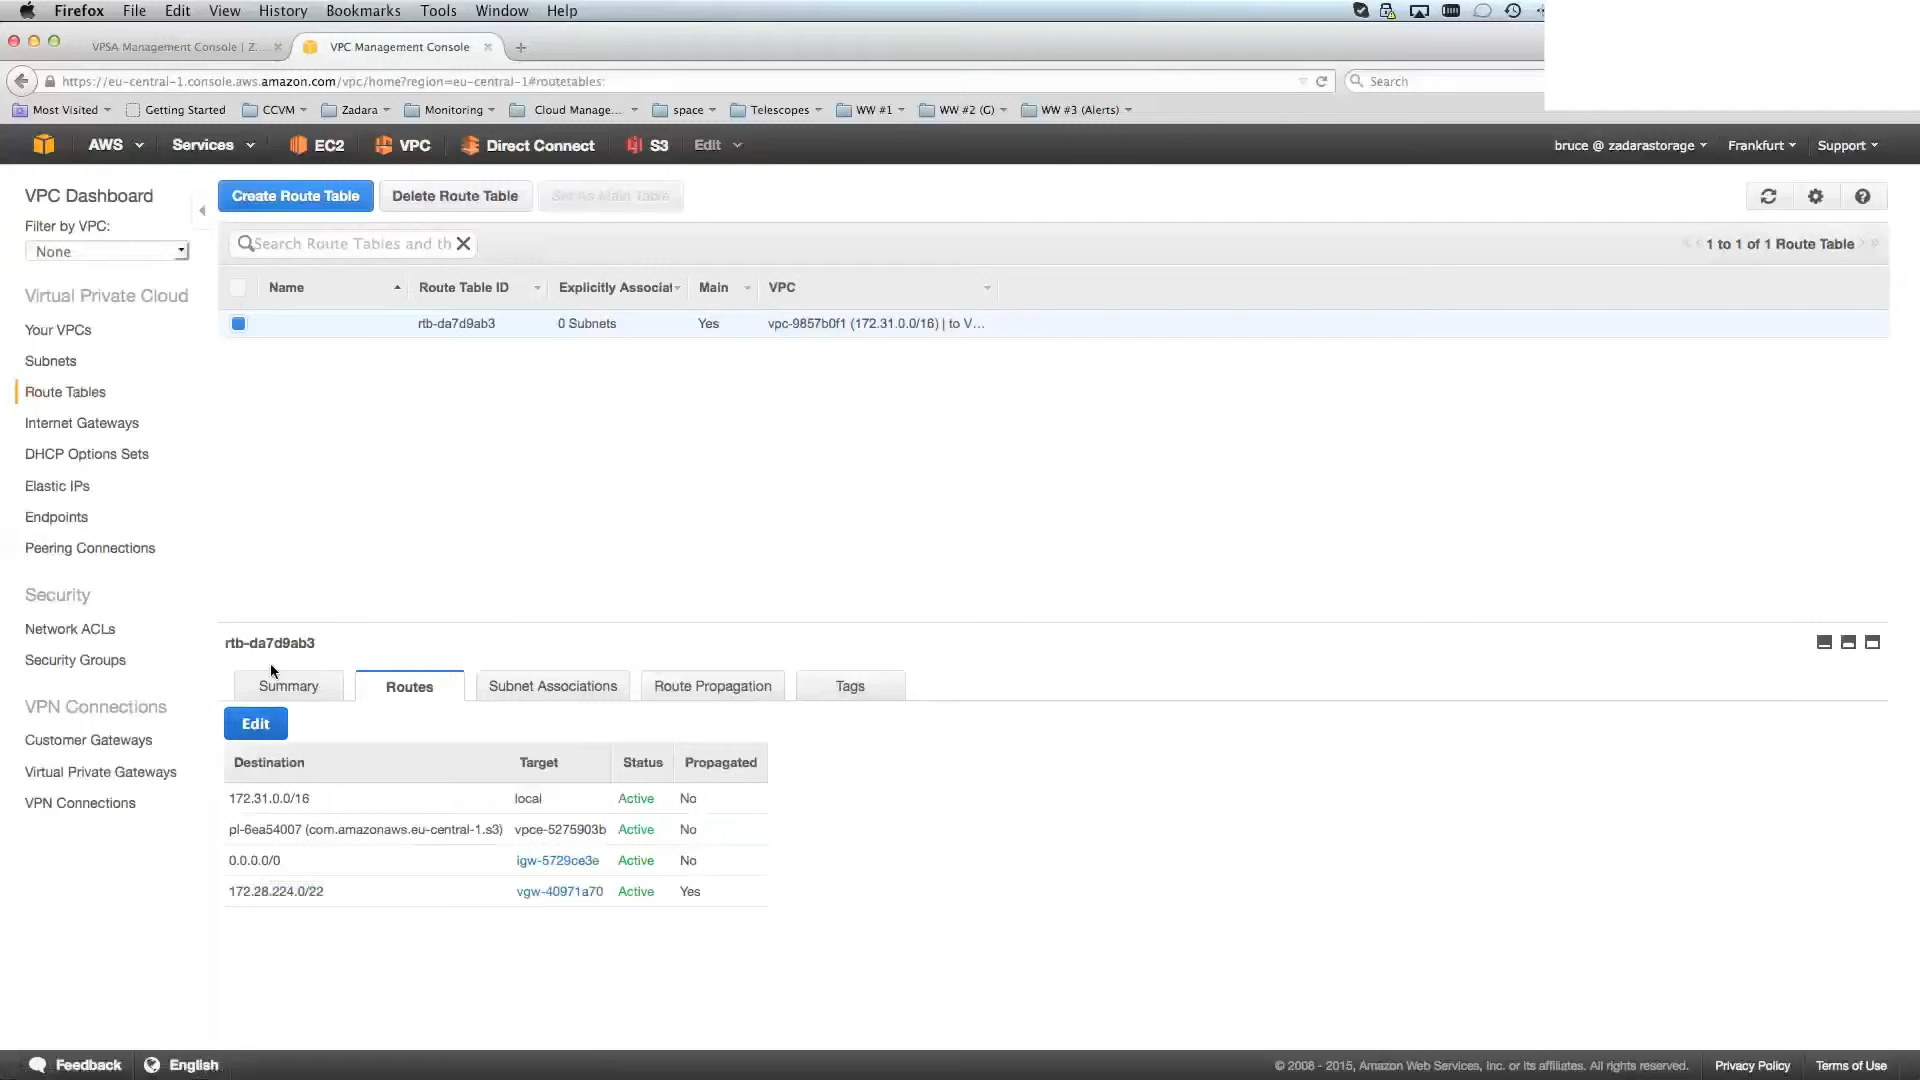 Firefox File Edit View History Bookmarks Tools Window Help
VPSA Management Console | Z... VPC Management Console
https://eu-central-1.console.aws.amazon.com/vpc/home?region=eu-central-1#routetables: Search
Most Visited Getting Started CCVM Zadara Monitoring Cloud Manage... space Telescopes WW #1 WW #2 (G) WW #3 (Alerts)
AWS Services EC2 VPC Direct Connect S3 Edit bruce @ zadarastorage Frankfurt Support
VPC Dashboard
Filter by VPC:
None
Virtual Private Cloud
Your VPCs
Subnets
Route Tables
Internet Gateways
DHCP Options Sets
Elastic IPs
Endpoints
Peering Connections
Security
Network ACLs
Security Groups
VPN Connections
Customer Gateways
Virtual Private Gateways
VPN Connections
Create Route Table Delete Route Table Set As Main Table
Search Route Tables and th 1 to 1 of 1 Route Table
Name Route Table ID Explicitly Associat Main VPC
rtb-da7d9ab3 0 Subnets Yes vpc-9857b0f1 (172.31.0.0/16) | to V...
rtb-da7d9ab3
Summary Routes Subnet Associations Route Propagation Tags
Edit
Destination Target Status Propagated
172.31.0.0/16 local Active No
pl-6ea54007 (com.amazonaws.eu-central-1.s3) vpce-5275903b Active No
0.0.0.0/0 igw-5729ce3e Active No
172.28.224.0/22 vgw-40971a70 Active Yes
Feedback English © 2008 - 2015, Amazon Web Services, Inc. or its affiliates. All rights reserved. Privacy Policy Terms of Use